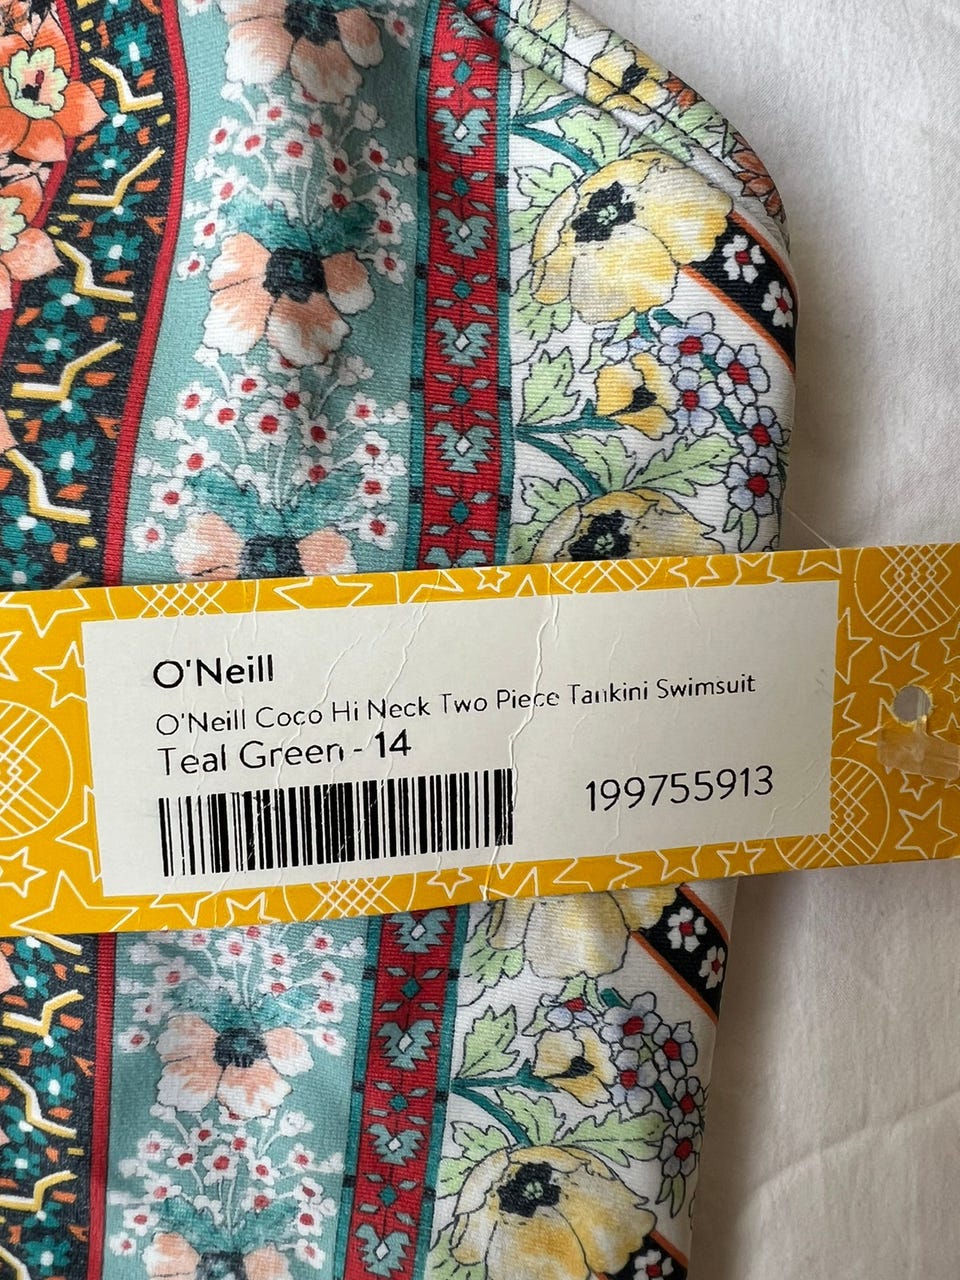 O'Neill
O'Neill Coco Hi Neck Two Piece Tankini Swimsuit
Teal Green - 14
199755913